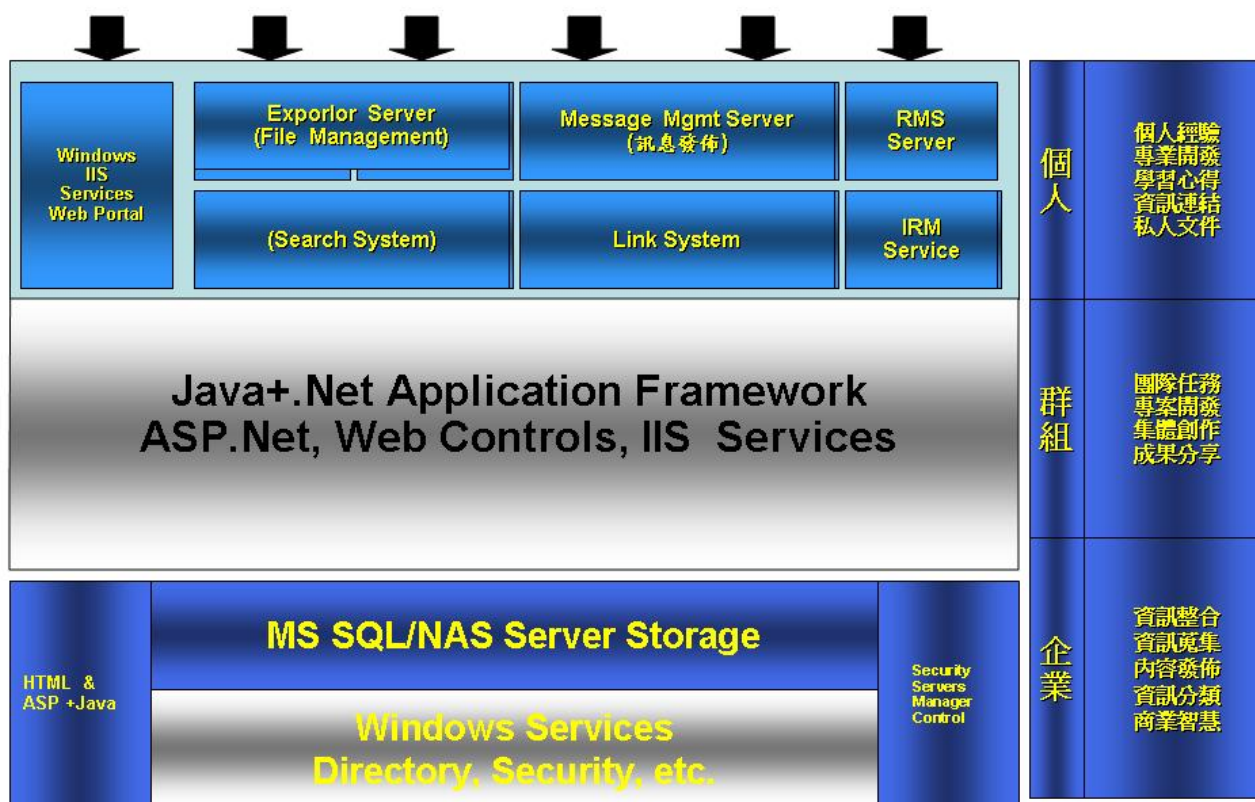 Windows
IIS
Services
Web Portal
Exporlor Server
(File Management)
Message Mgmt Server
(訊息發佈)
RMS
Server
(Search System)
Link System
IRM
Service
Java+.Net Application Framework
ASP.Net, Web Controls, IIS Services
HTML &
ASP +Java
MS SQL/NAS Server Storage
Windows Services
Directory, Security, etc.
Security
Servers
Manager
Control
個
人
個人經驗
專業開發
學習心得
資訊連結
私人文件
群
組
團隊任務
專案開發
集體創作
成果分享
企
業
資訊整合
資訊蒐集
內容發佈
資訊分類
商業智慧